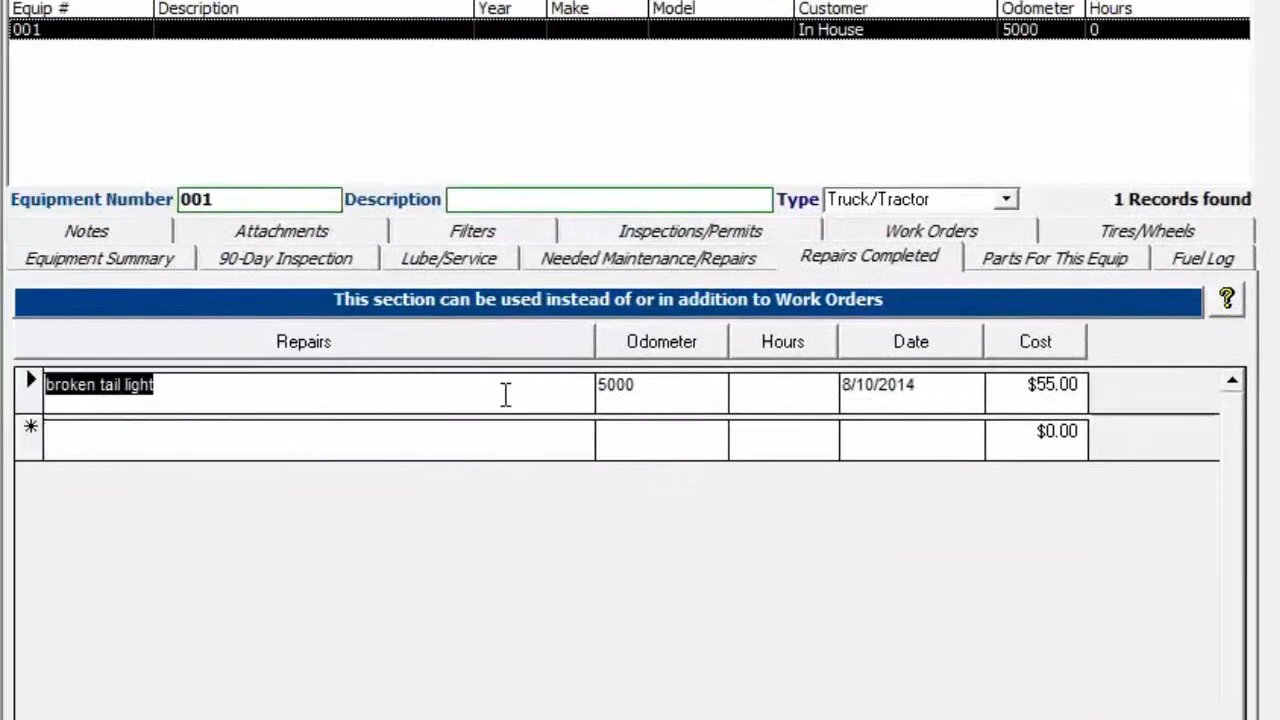 Equip # Description Year Make Model Customer Odometer Hours
001 In House 5000 0
Equipment Number 001 Description Type Truck/Tractor 1 Records found
Notes Attachments Filters Inspections/Permits Work Orders Tires/Wheels
Equipment Summary 90-Day Inspection Lube/Service Needed Maintenance/Repairs Repairs Completed Parts For This Equip Fuel Log
This section can be used instead of or in addition to Work Orders ?
Repairs Odometer Hours Date Cost
broken tail light 5000 8/10/2014 $55.00
* $0.00